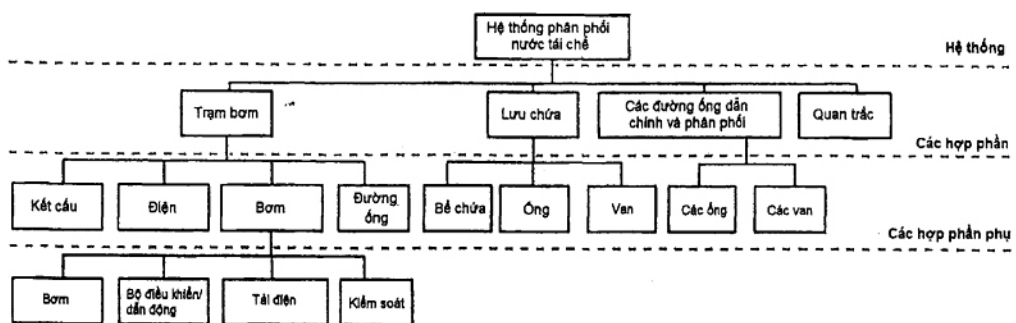 Hệ thống phân phối
nước tái chế
Hệ thống
Trạm bơm
Lưu chứa
Các đường ống dẫn
chính và phân phối
Quan trắc
Các hợp phần
Kết cấu
Điện
Bơm
Đường
ống
Bể chứa
Ống
Van
Các ống
Các van
Các hợp phần phụ
Bơm
Bộ điều khiển/
dẫn động
Tải điện
Kiểm soát